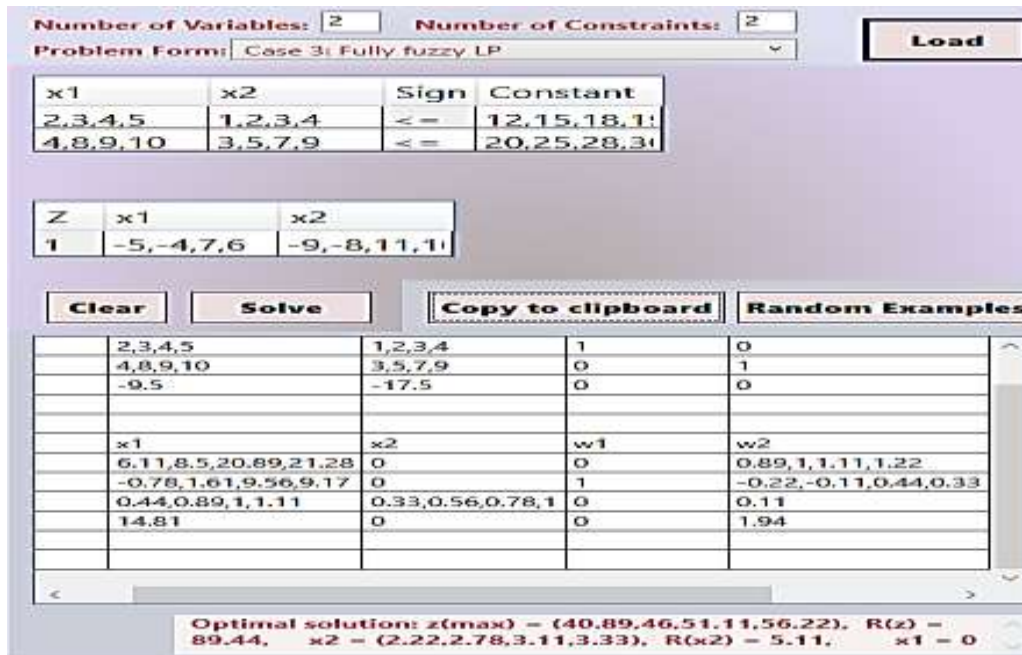 Number of Variables: 2 Number of Constraints: 2
Problem Form: Case 3: Fully fuzzy LP
Load
x1 x2 Sign Constant
2,3,4,5 1,2,3,4 <= 12,15,18,1
4,8,9,10 3,5,7,9 <= 20,25,28,3
Z x1 x2
1 -5,-4,7,6 -9,-8,11,1
Clear Solve Copy to clipboard Random Examples
2,3,4,5 1,2,3,4 1 0
4,8,9,10 3,5,7,9 0 1
-9.5 -17.5 0 0
x1 x2 w1 w2
6.11,8.5,20.89,21.28 0 0 0.89,1,1.11,1.22
-0.78,1.61,9.56,9.17 0 1 -0.22,-0.11,0.44,0.33
0.44,0.89,1,1.11 0.33,0.56,0.78,1 0 0.11
14.81 0 0 1.94
Optimal solution: z(max) = (40.89,46,51.11,56.22), R(z) =
89.44, x2 = (2.22,2.78,3.11,3.33), R(x2) = 5.11, x1 = 0